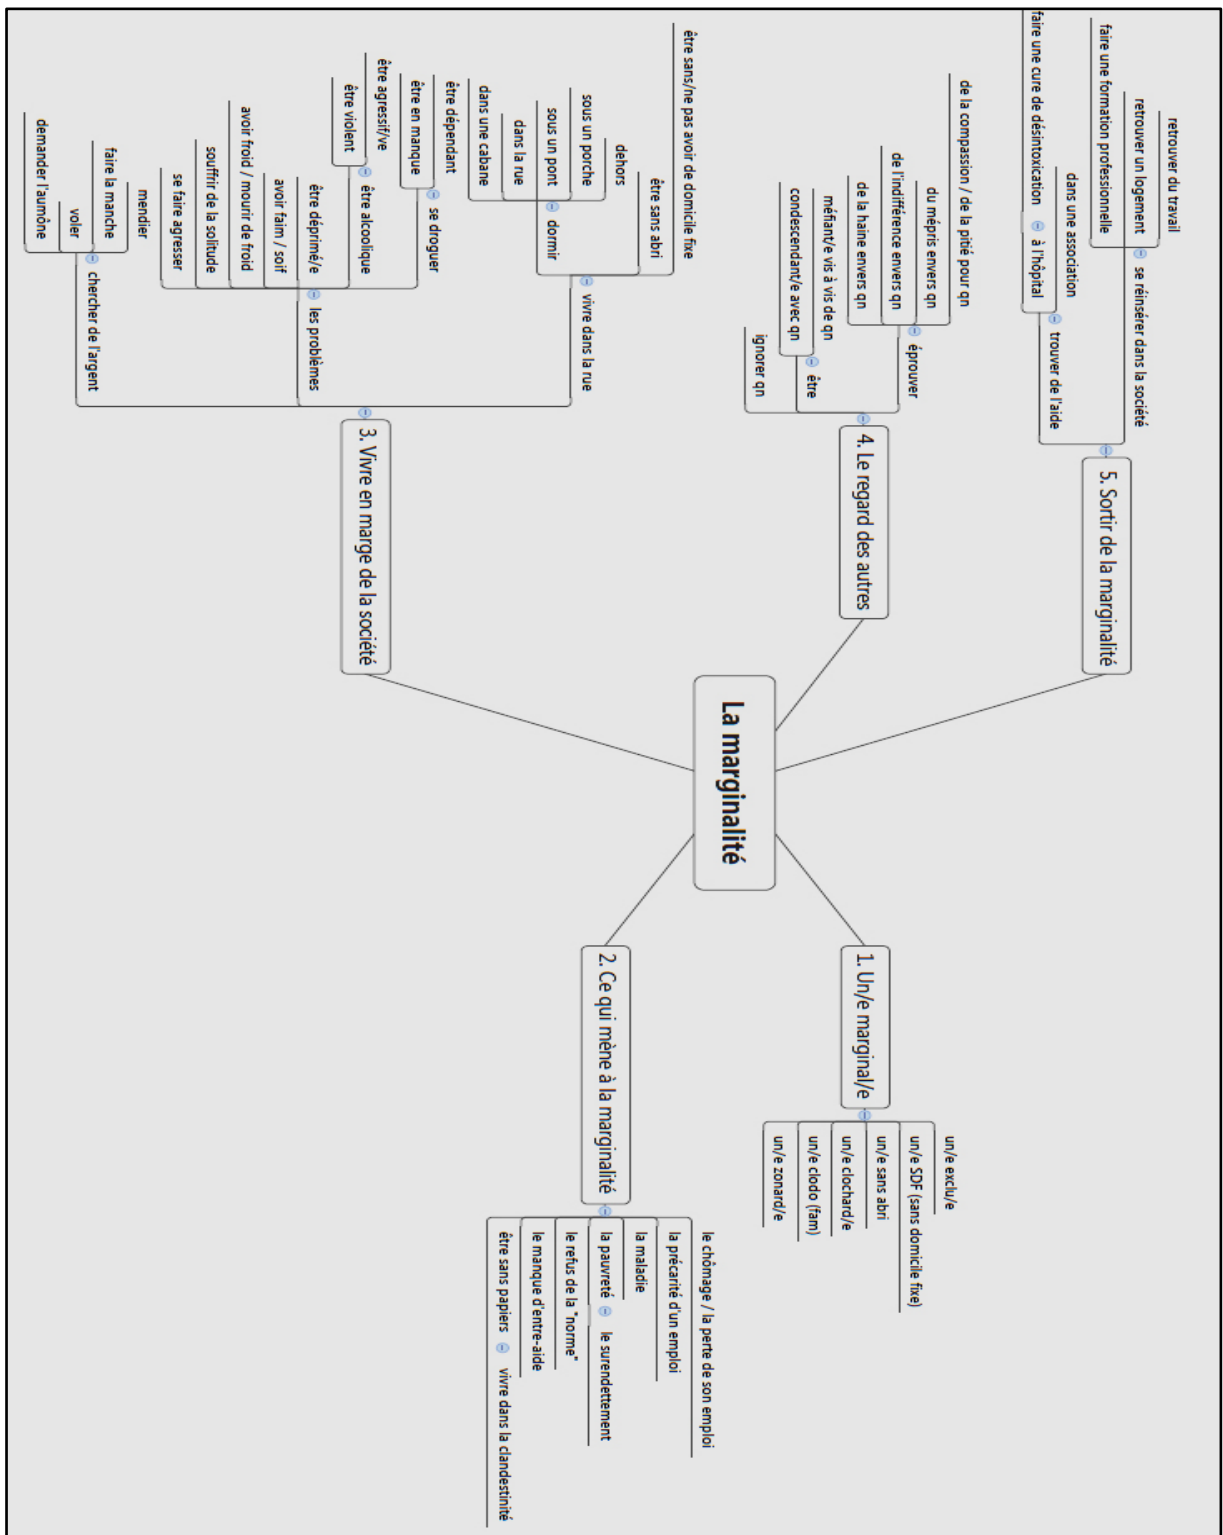 La marginalité
1. Un/e marginal/e
un/e exclu/e
un/e SDF (sans domicile fixe)
un/e sans abri
un/e clochard/e
un/e clodo (fam)
un/e zonard/e
2. Ce qui mène à la marginalité
le chômage / la perte de son emploi
la précarité d'un emploi
la maladie
la pauvreté
le surendettement
le refus de la "norme"
le manque d'entre-aide
être sans papiers
vivre dans la clandestinité
3. Vivre en marge de la société
vivre dans la rue
être sans/ne pas avoir de domicile fixe
être sans abri
dormir
dehors
sous un porche
sous un pont
dans la rue
dans une cabane
les problèmes
se droguer
être dépendant
être en manque
être alcoolique
être agressif/ve
être violent
être déprimé/e
avoir faim / soif
avoir froid / mourir de froid
souffrir de la solitude
se faire agresser
chercher de l'argent
mendier
faire la manche
voler
demander l'aumône
4. Le regard des autres
éprouver
de la compassion / de la pitié pour qn
du mépris envers qn
de l'indifférence envers qn
de la haine envers qn
être
méfiant/e vis à vis de qn
condescendant/e avec qn
ignorer qn
5. Sortir de la marginalité
se réinsérer dans la société
retrouver du travail
retrouver un logement
faire une formation professionnelle
trouver de l'aide
dans une association
à l'hôpital
faire une cure de désintoxication